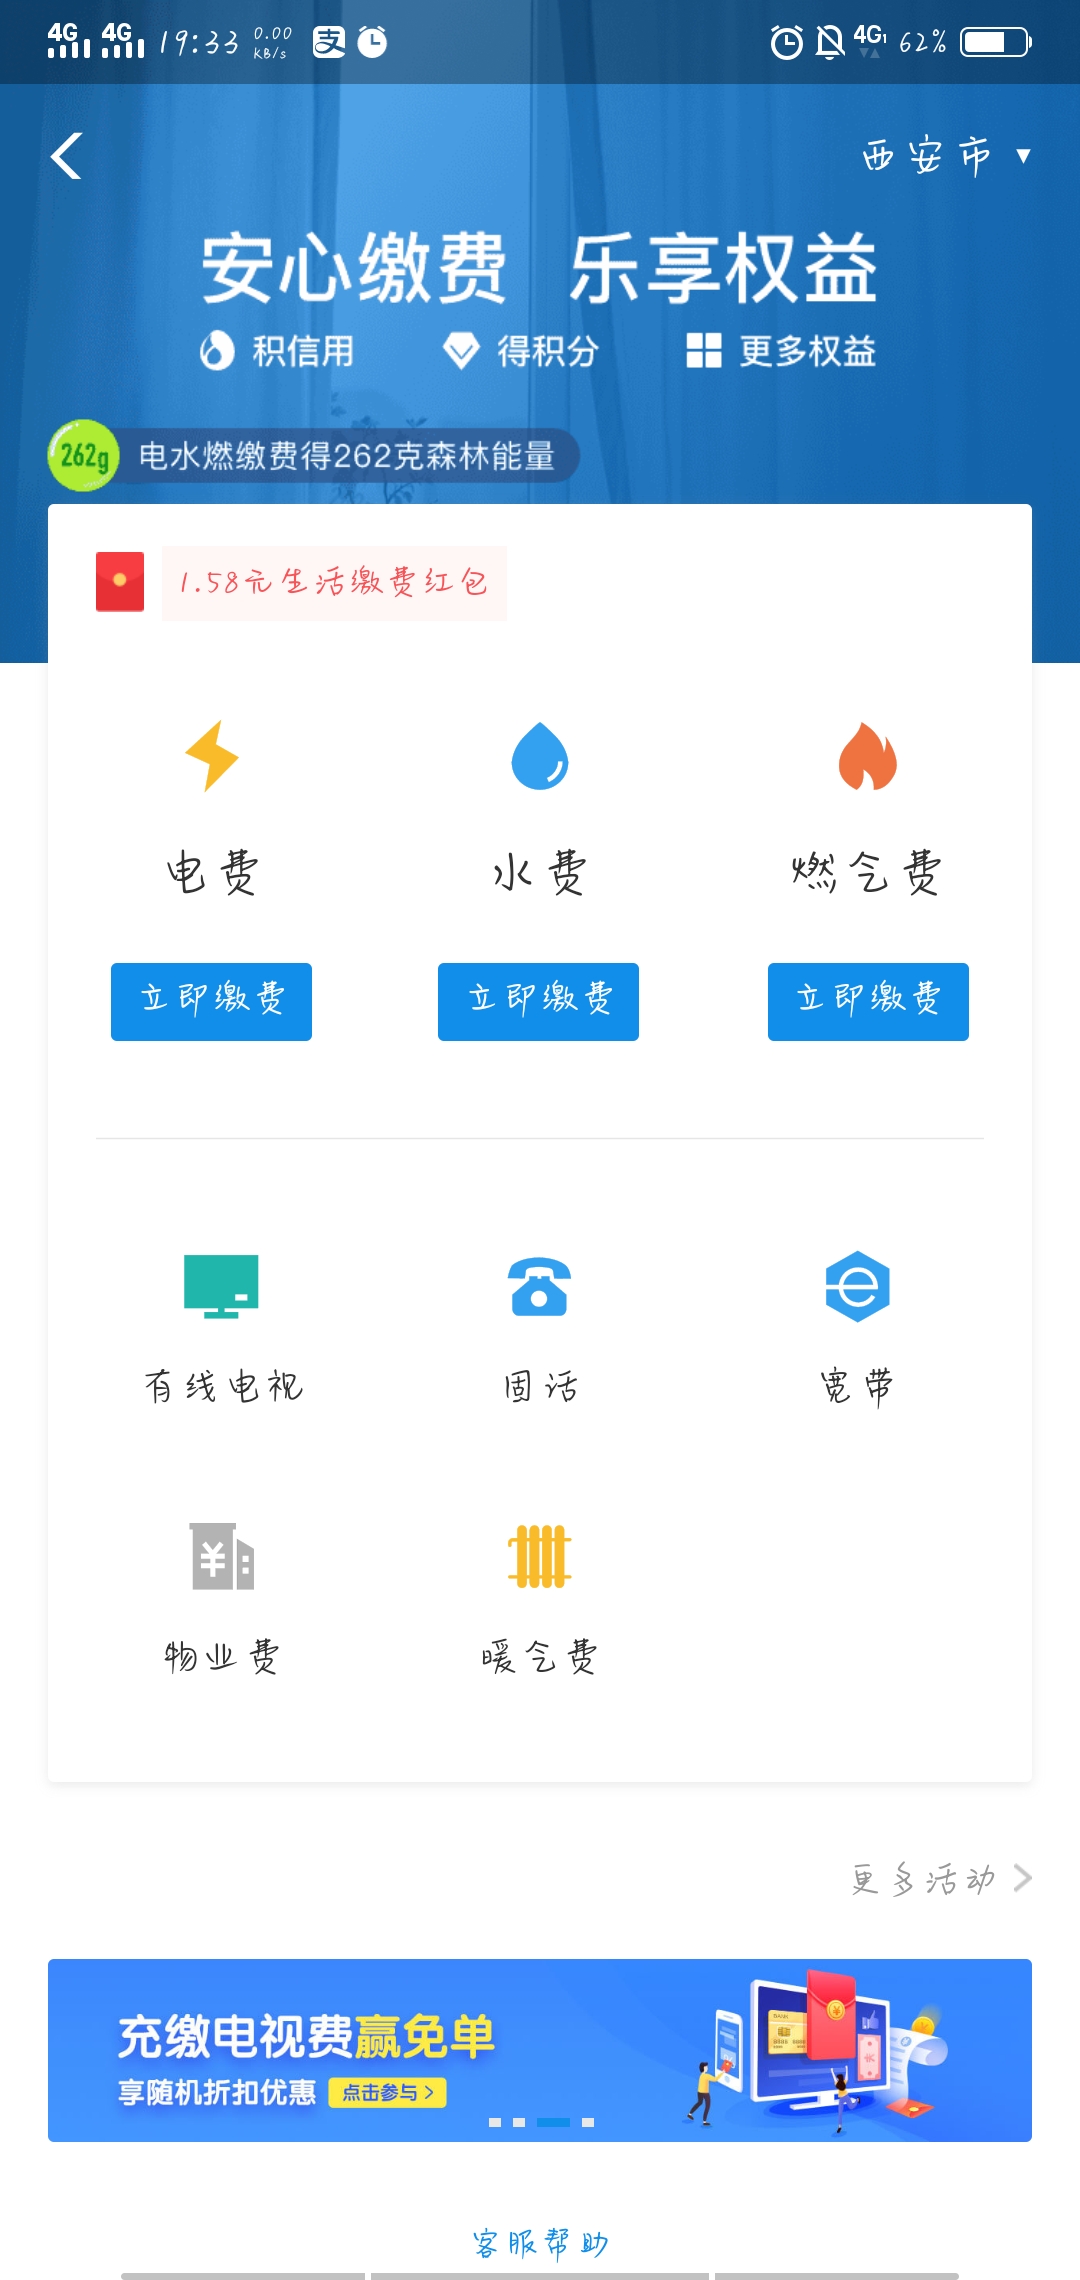 4G 4G 19:33 0.00 KB/s 支 4G 62%
西安市 ▼
安心缴费 乐享权益
积信用 得积分 更多权益
262g 电水燃缴费得262克森林能量
1.58元生活缴费红包
电费 水费 燃气费
立即缴费 立即缴费 立即缴费
有线电视 固话 宽带
物业费 暖气费
更多活动 >
充缴电视费赢免单
享随机折扣优惠 点击参与 >
客服帮助